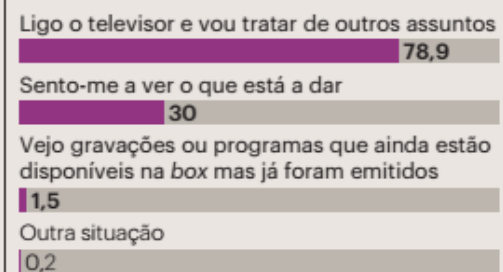 Ligo o televisor e vou tratar de outros assuntos
78,9
Sento-me a ver o que está a dar
30
Vejo gravações ou programas que ainda estão
disponíveis na box mas já foram emitidos
1,5
Outra situação
0,2